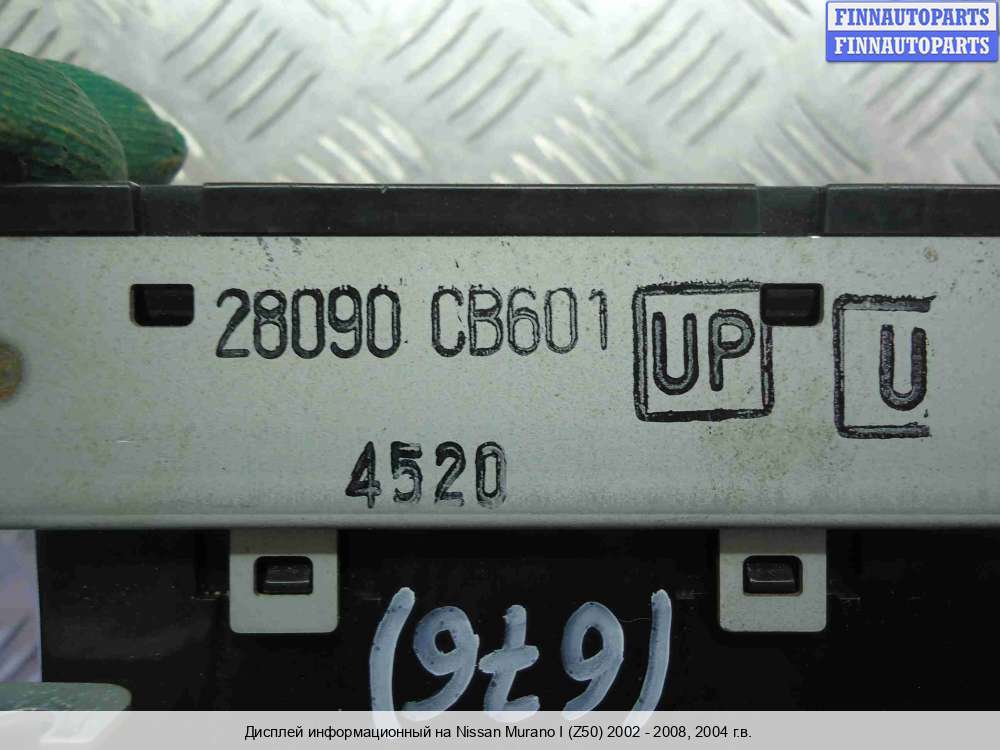 FINNAUTOPARTS
FINNAUTOPARTS
28090 CB601 UP U
4520
(9t9)
Дисплей информационный на Nissan Murano I (Z50) 2002 - 2008, 2004 г.в.